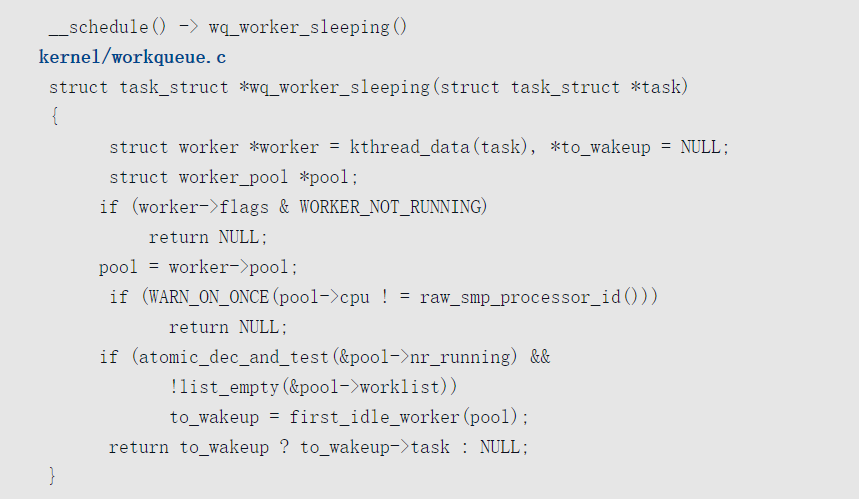 __schedule() -> wq_worker_sleeping()
kernel/workqueue.c
struct task_struct *wq_worker_sleeping(struct task_struct *task)
{
struct worker *worker = kthread_data(task), *to_wakeup = NULL;
struct worker_pool *pool;
if (worker->flags & WORKER_NOT_RUNNING)
return NULL;
pool = worker->pool;
if (WARN_ON_ONCE(pool->cpu ! = raw_smp_processor_id()))
return NULL;
if (atomic_dec_and_test(&pool->nr_running) &&
!list_empty(&pool->worklist))
to_wakeup = first_idle_worker(pool);
return to_wakeup ? to_wakeup->task : NULL;
}